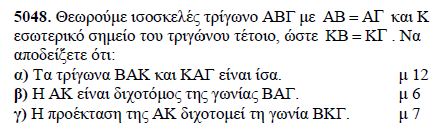 5048. Θεωρούμε ισοσκελές τρίγωνο ΑΒΓ με ΑΒ = ΑΓ και Κ
εσωτερικό σημείο του τριγώνου τέτοιο, ώστε ΚΒ = ΚΓ . Να
αποδείξετε ότι:
α) Τα τρίγωνα ΒΑΚ και ΚΑΓ είναι ίσα. μ 12
β) Η ΑΚ είναι διχοτόμος της γωνίας ΒΑΓ. μ 6
γ) Η προέκταση της ΑΚ διχοτομεί τη γωνία ΒΚΓ. μ 7